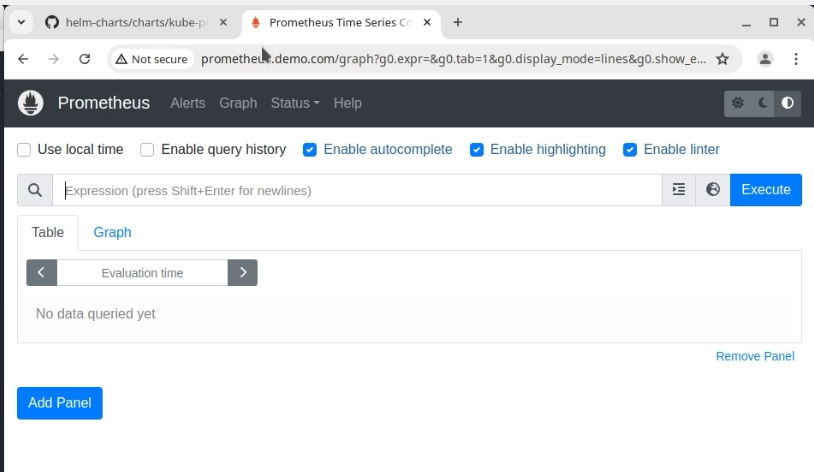 helm-charts/charts/kube-p
Prometheus Time Series Co
Not secure
prometheus.demo.com/graph?g0.expr=&g0.tab=1&g0.display_mode=lines&g0.show_e...
Prometheus Alerts Graph Status Help
Use local time Enable query history Enable autocomplete Enable highlighting Enable linter
Expression (press Shift+Enter for newlines) Execute
Table Graph
Evaluation time
No data queried yet
Remove Panel
Add Panel